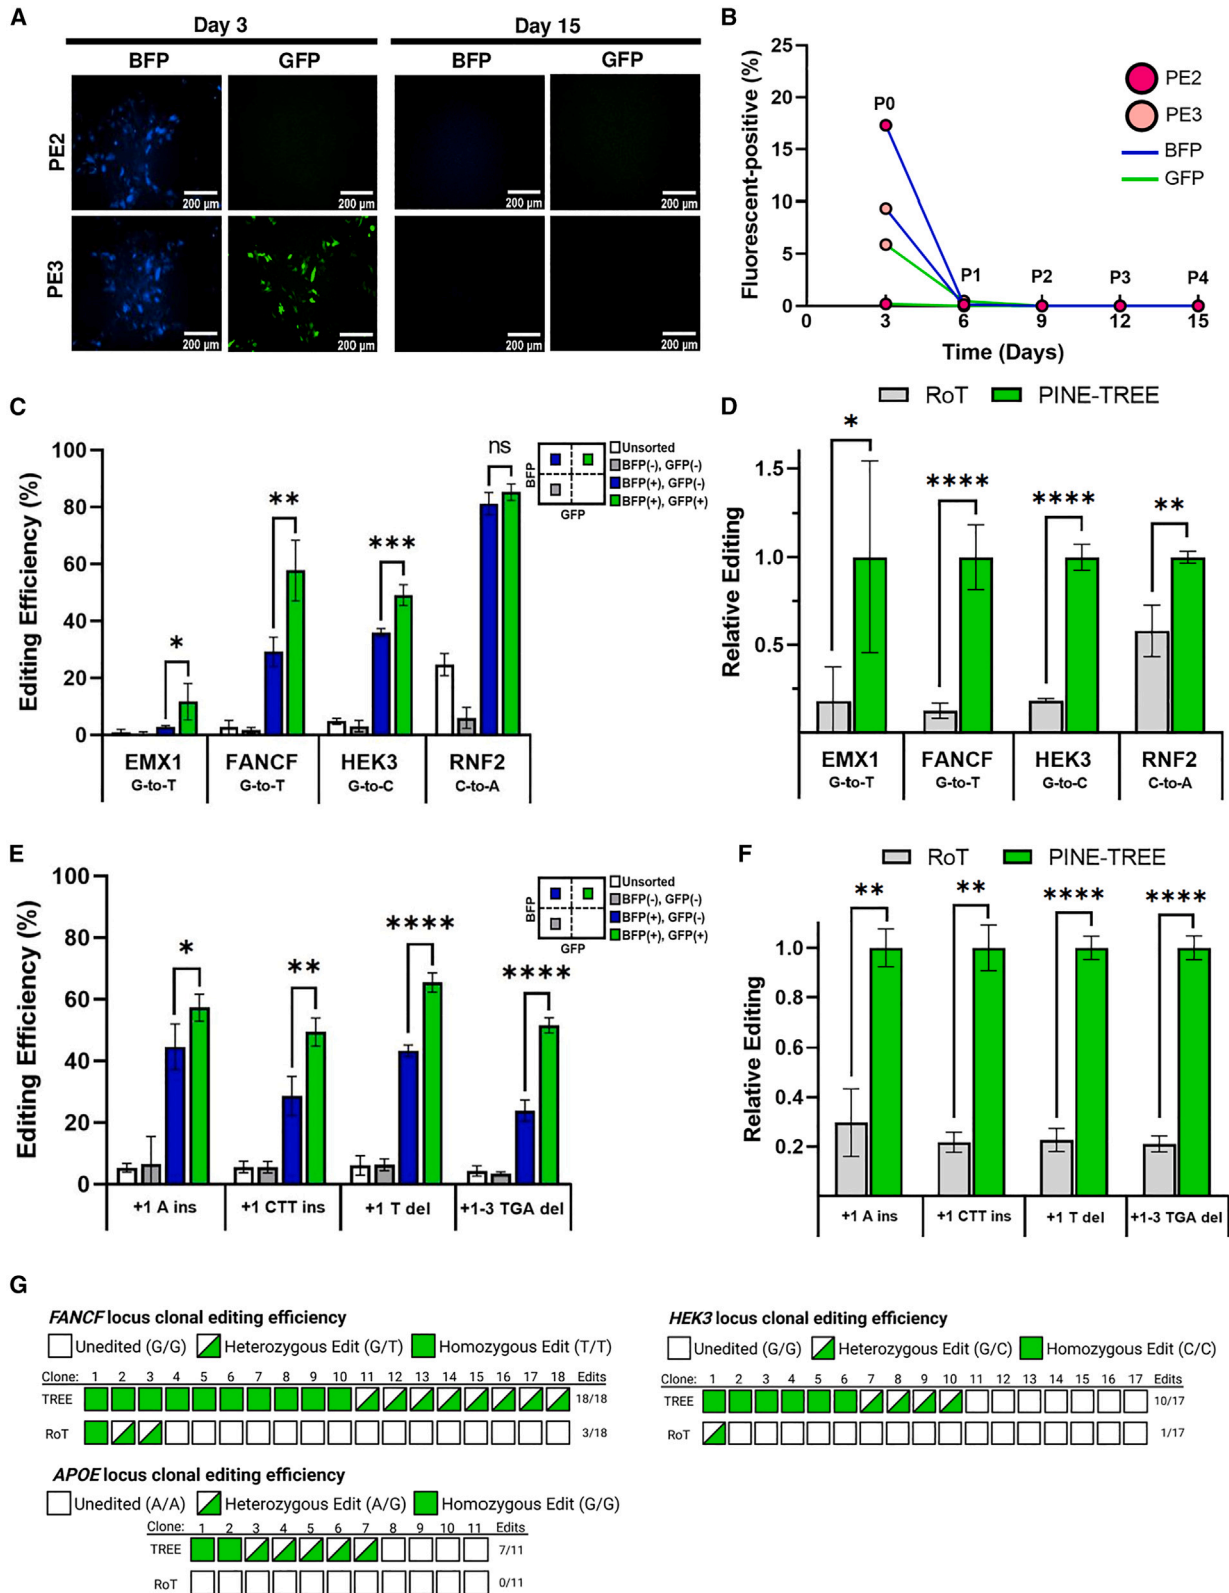 A
Day 3
Day 15
BFP
GFP
BFP
GFP
PE2
200 µm
200 µm
200 µm
200 µm
PE3
200 µm
200 µm
200 µm
200 µm
B
Fluorescent-positive (%)
25
20
15
10
5
0
P0
P1
P2
P3
P4
0
3
6
9
12
15
Time (Days)
PE2
PE3
BFP
GFP
C
Editing Efficiency (%)
100
80
60
40
20
0
*
**
***
ns
BFP
GFP
Unsorted
BFP(-), GFP(-)
BFP(+), GFP(-)
BFP(+), GFP(+)
EMX1
FANCF
HEK3
RNF2
G-to-T
G-to-T
G-to-C
C-to-A
D
RoT
PINE-TREE
Relative Editing
1.5
1.0
0.5
*
****
****
**
EMX1
FANCF
HEK3
RNF2
G-to-T
G-to-T
G-to-C
C-to-A
E
Editing Efficiency (%)
100
80
60
40
20
0
*
**
****
****
BFP
GFP
Unsorted
BFP(-), GFP(-)
BFP(+), GFP(-)
BFP(+), GFP(+)
+1 A ins
+1 CTT ins
+1 T del
+1-3 TGA del
F
RoT
PINE-TREE
Relative Editing
1.0
0.8
0.6
0.4
0.2
**
**
****
****
+1 A ins
+1 CTT ins
+1 T del
+1-3 TGA del
G
FANCF locus clonal editing efficiency
Unedited (G/G) Heterozygous Edit (G/T) Homozygous Edit (T/T)
Clone: 1 2 3 4 5 6 7 8 9 10 11 12 13 14 15 16 17 18 Edits
TREE 18/18
RoT 3/18
HEK3 locus clonal editing efficiency
Unedited (G/G) Heterozygous Edit (G/C) Homozygous Edit (C/C)
Clone: 1 2 3 4 5 6 7 8 9 10 11 12 13 14 15 16 17 Edits
TREE 10/17
RoT 1/17
APOE locus clonal editing efficiency
Unedited (A/A) Heterozygous Edit (A/G) Homozygous Edit (G/G)
Clone: 1 2 3 4 5 6 7 8 9 10 11 Edits
TREE 7/11
RoT 0/11